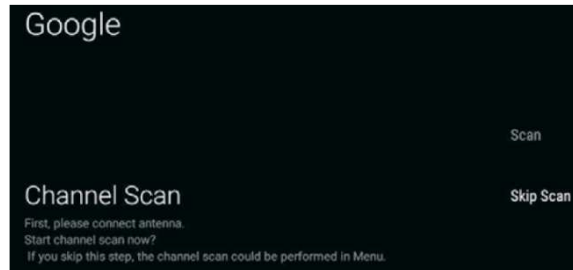 Google
Scan
Channel Scan
Skip Scan
First, please connect antenna.
Start channel scan now?
If you skip this step, the channel scan could be performed in Menu.